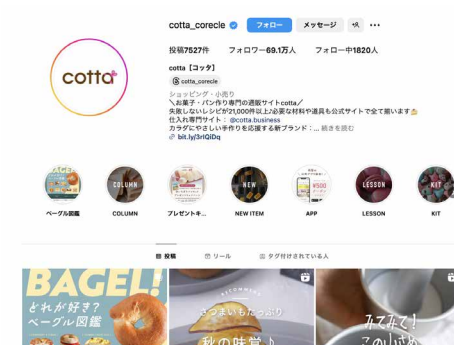 cotta_corecle
フォロー
メッセージ
投稿7527件 フォロワー69.1万人 フォロー中1820人
cotta
cotta【コッタ】
cotta_corecle
ショッピング・小売り
＼お菓子・パン作り専門の通販サイトcotta／
失敗しないレシピが21,000件以上♪必要な材料や道具も公式サイトで全て揃います
仕入れ専門サイト： @cotta.business
カラダにやさしい手作りを応援する新ブランド：... 続きを読む
bit.ly/3rIQiDq
COLUMN
NEW
¥500
LESSON
KIT
ベーグル図鑑
COLUMN
プレゼントキ...
NEW ITEM
APP
LESSON
KIT
投稿
リール
タグ付けされている人
BAGEL!
どれが好き?
ベーグル図鑑
さつまいもたっぷり
秋の味覚♪
みてみて!